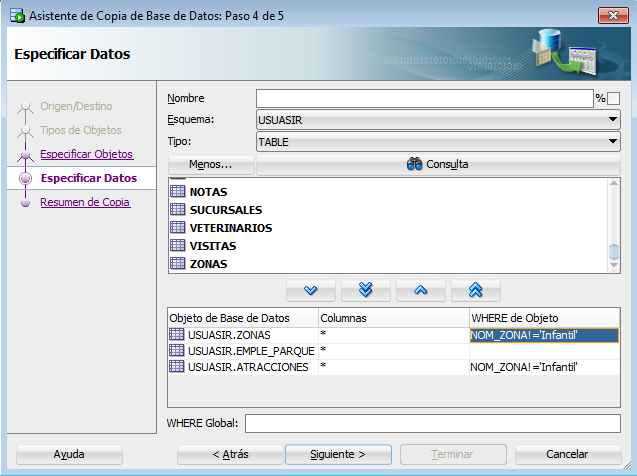 Asistente de Copia de Base de Datos: Paso 4 de 5
Especificar Datos
Origen/Destino
Tipos de Objetos
Especificar Objetos
Especificar Datos
Resumen de Copia
Nombre %
Esquema: USUASIR
Tipo: TABLE
Menos... Consulta
NOTAS
SUCURSALES
VETERINARIOS
VISITAS
ZONAS
Objeto de Base de Datos Columnas WHERE de Objeto
USUASIR.ZONAS * NOM_ZONA!='Infantil'
USUASIR.EMPLE_PARQUE *
USUASIR.ATRACCIONES * NOM_ZONA!='Infantil'
WHERE Global:
Ayuda < Atrás Siguiente > Terminar Cancelar